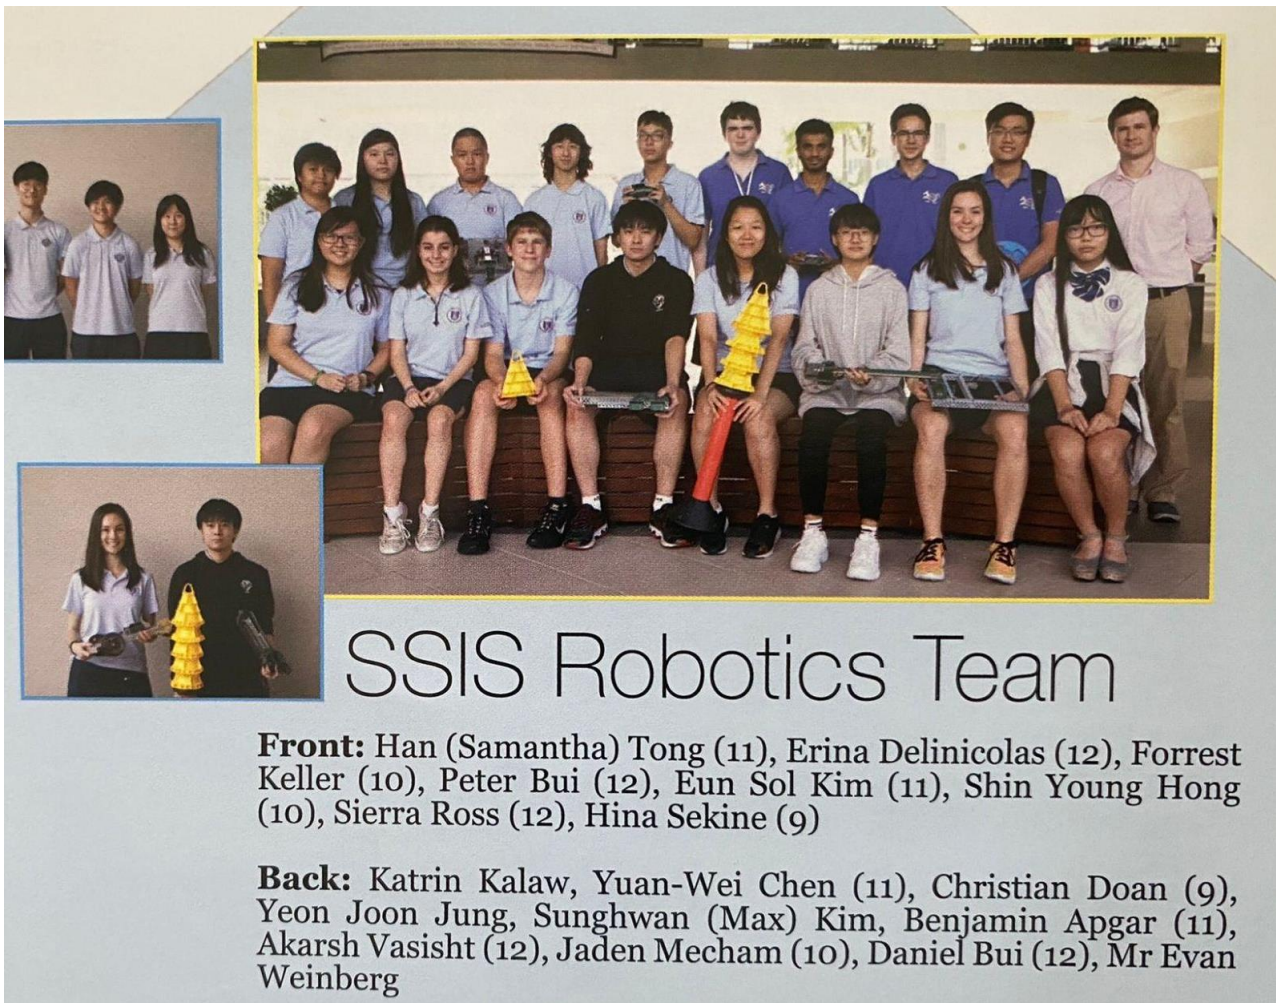 SSIS Robotics Team
Front: Han (Samantha) Tong (11), Erina Delinicolas (12), Forrest
Keller (10), Peter Bui (12), Eun Sol Kim (11), Shin Young Hong
(10), Sierra Ross (12), Hina Sekine (9)
Back: Katrin Kalaw, Yuan-Wei Chen (11), Christian Doan (9),
Yeon Joon Jung, Sunghwan (Max) Kim, Benjamin Apgar (11),
Akarsh Vasisht (12), Jaden Mecham (10), Daniel Bui (12), Mr Evan
Weinberg